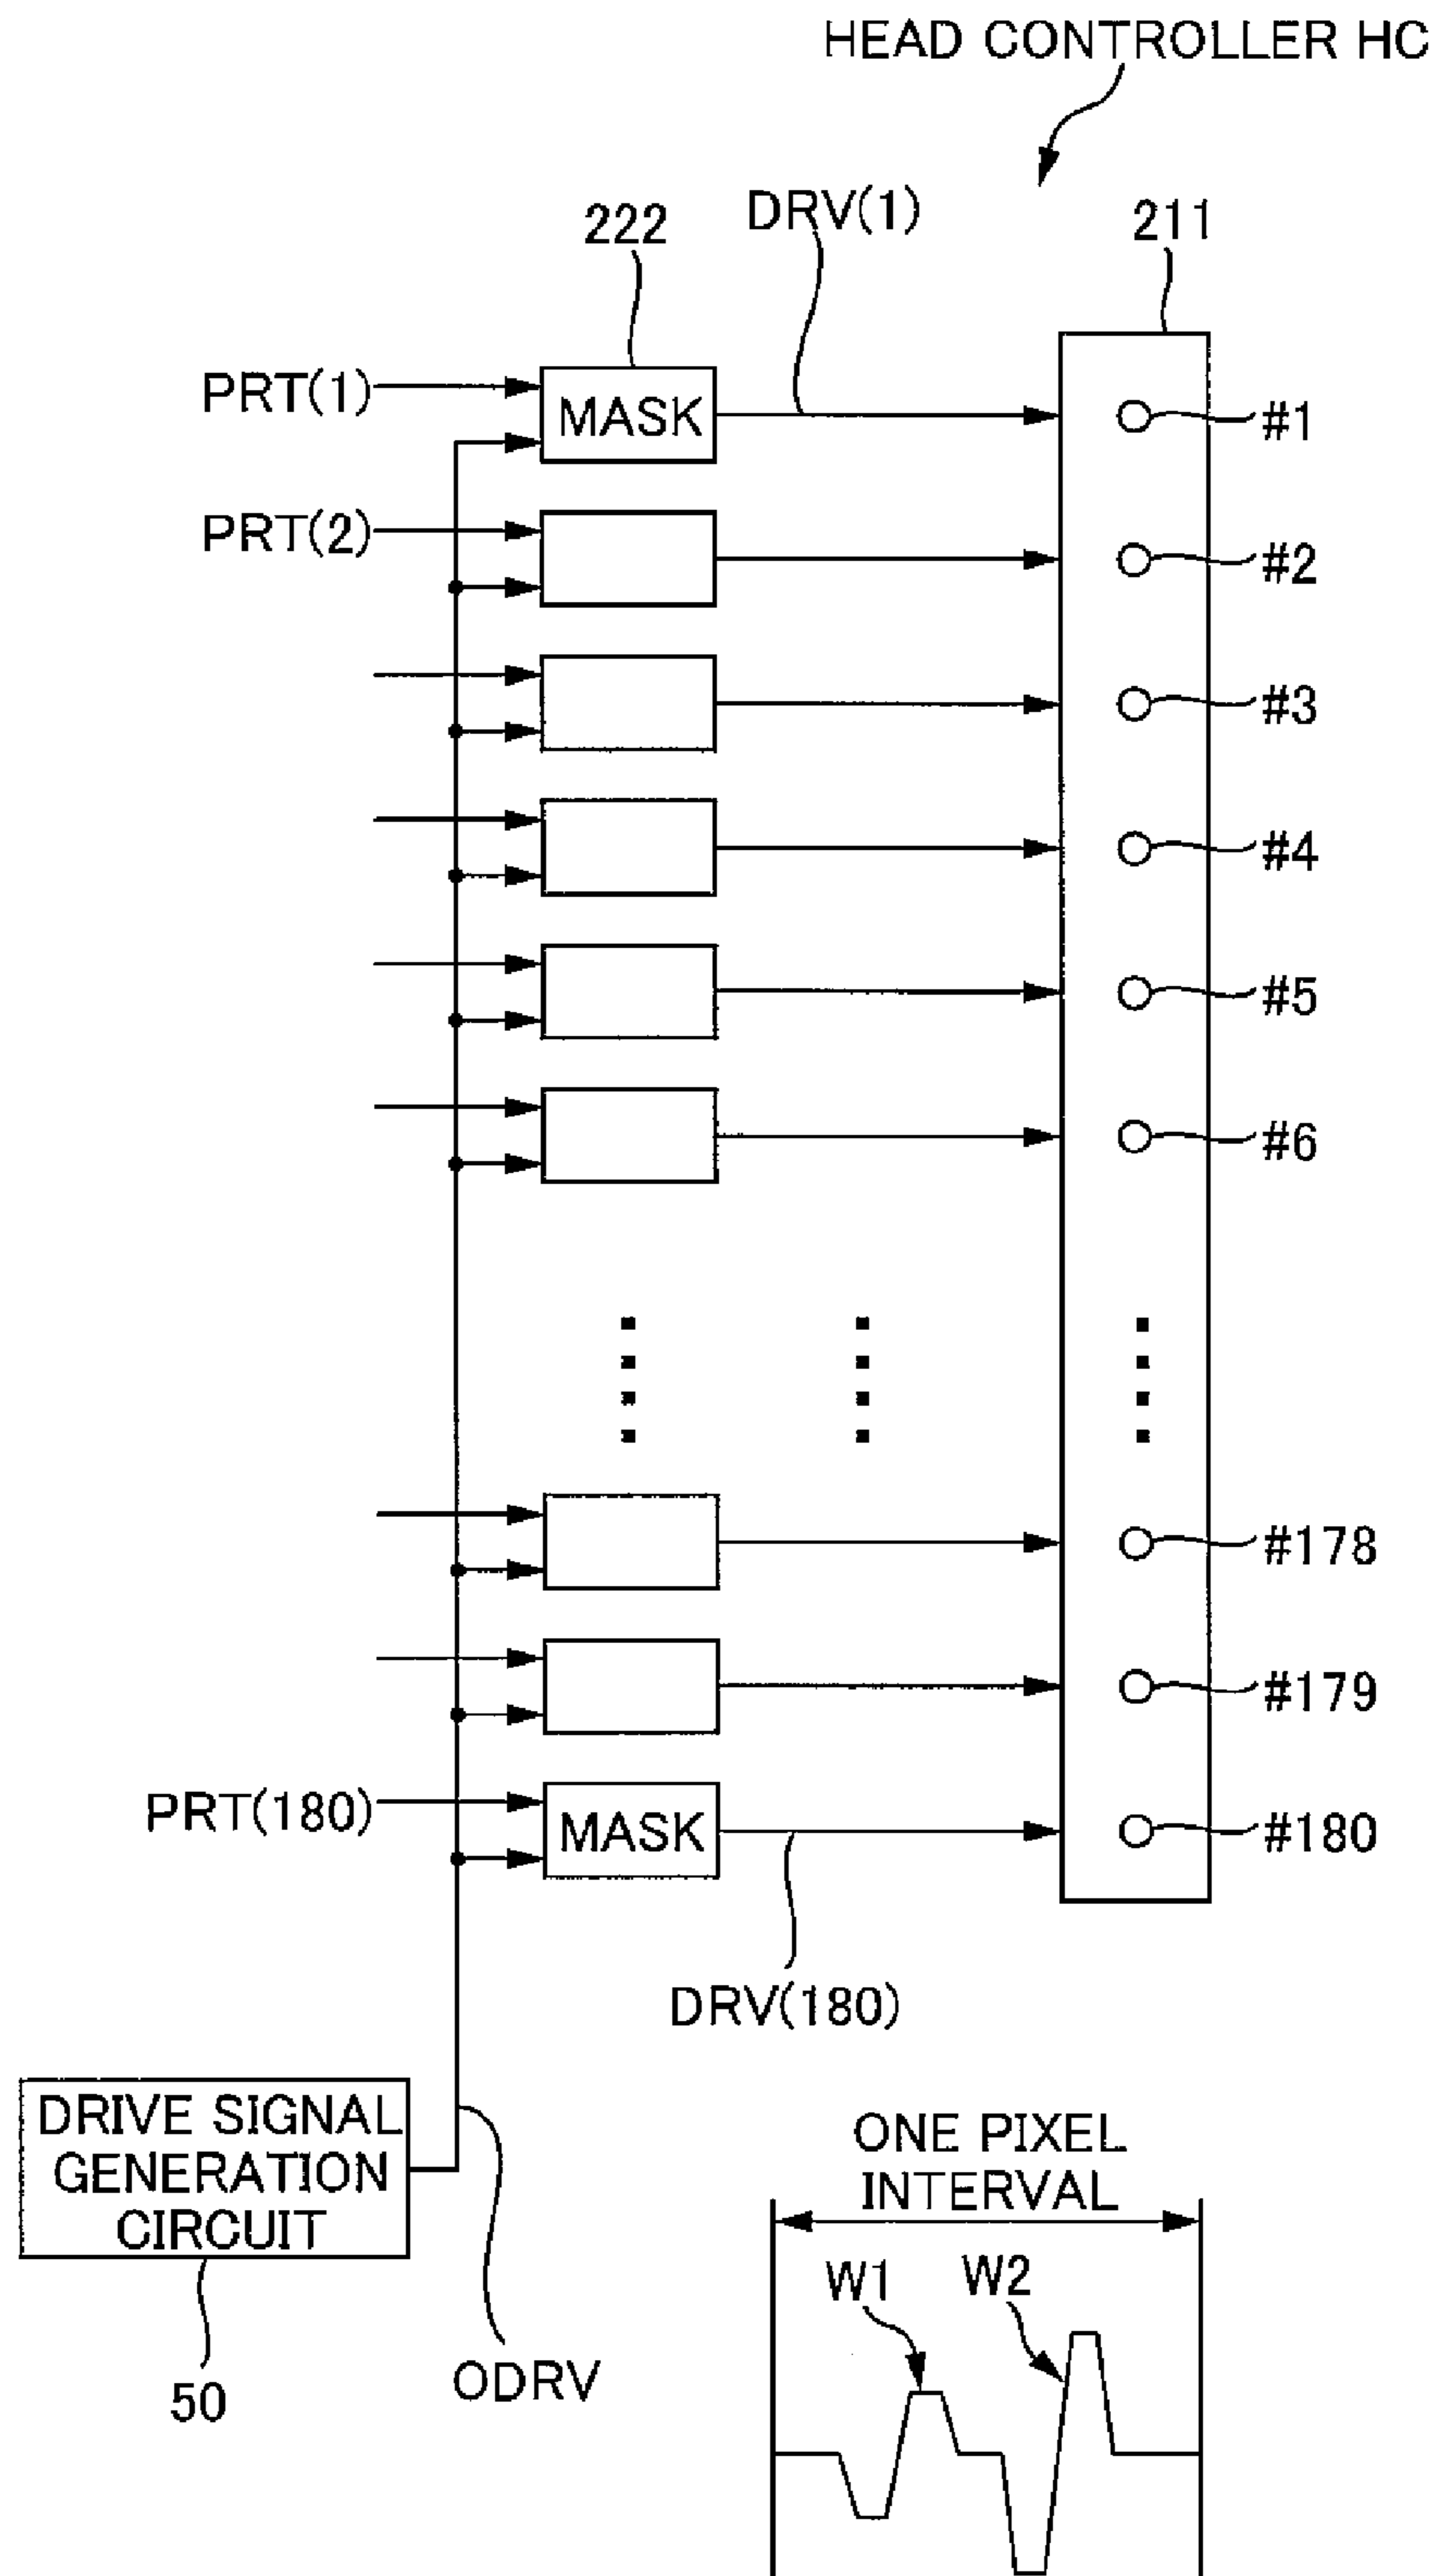 HEAD CONTROLLER HC
222
DRV(1)
211
PRT(1)
MASK
#1
PRT(2)
#2
#3
#4
#5
#6
#178
#179
PRT(180)
MASK
#180
DRV(180)
DRIVE SIGNAL
GENERATION
CIRCUIT
50
ODRV
ONE PIXEL
INTERVAL
W1
W2